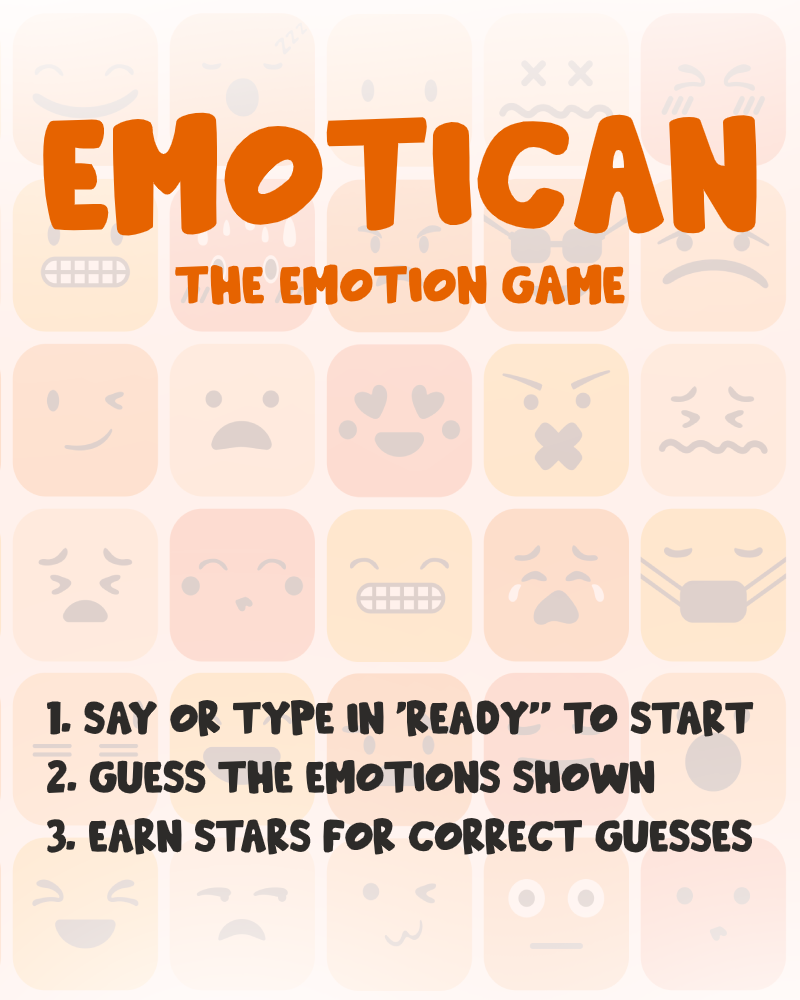 zzz
EMOTICAN
THE EMOTION GAME
1. SAY OR TYPE IN 'READY" TO START
2. GUESS THE EMOTIONS SHOWN
3. EARN STARS FOR CORRECT GUESSES